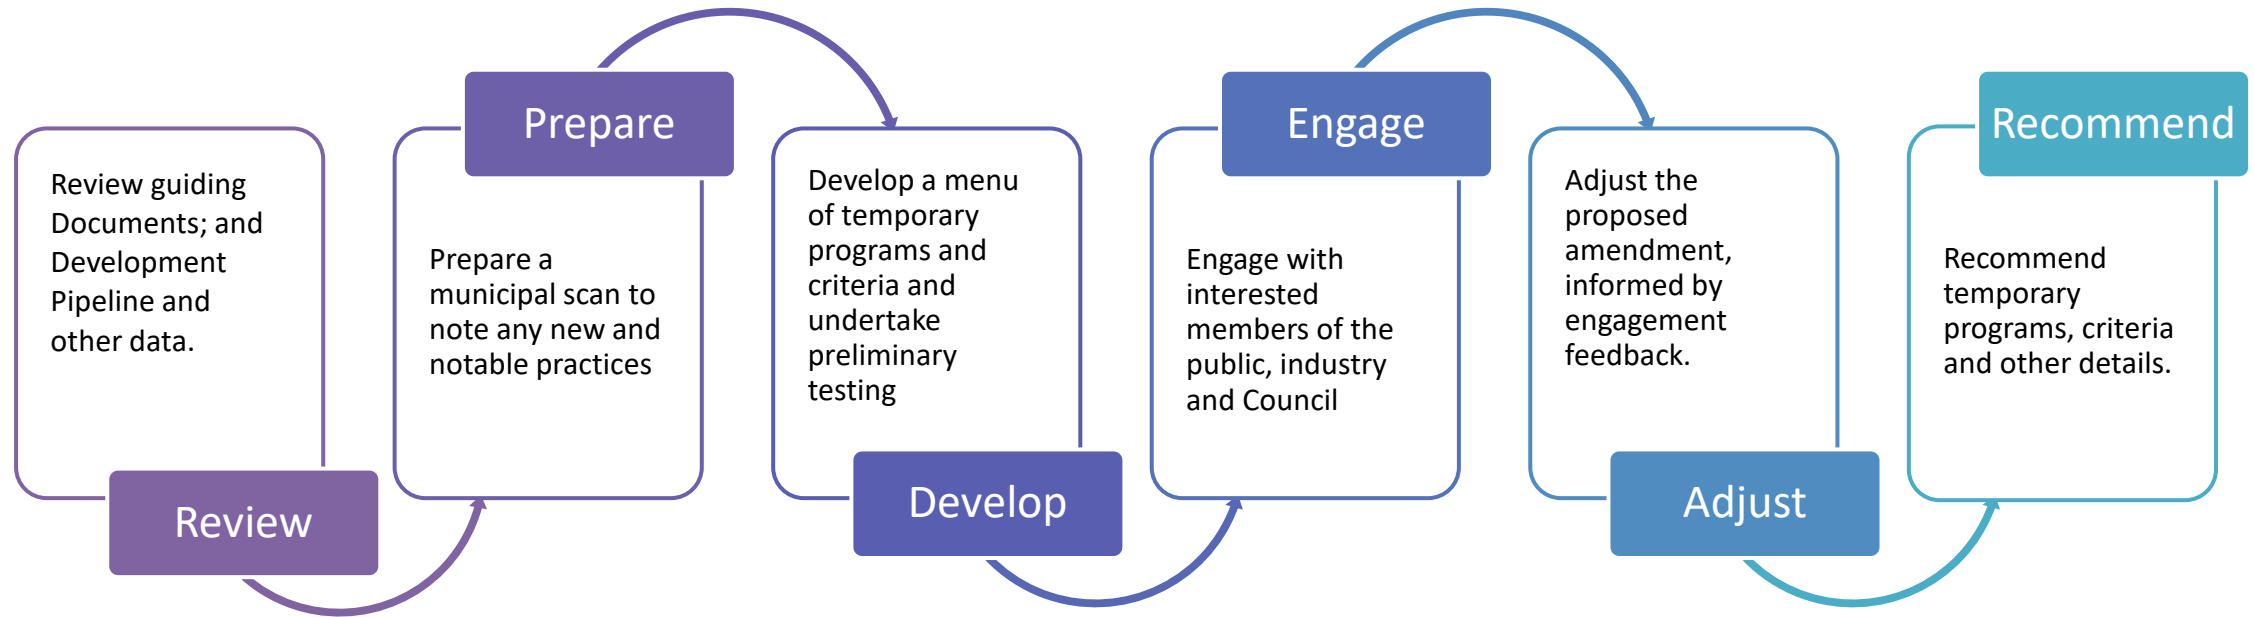 Review guiding
Documents; and
Development
Pipeline and
other data.
Review
Prepare
Prepare a
municipal scan to
note any new and
notable practices
Develop a menu
of temporary
programs and
criteria and
undertake
preliminary
testing
Develop
Engage
Engage with
interested
members of the
public, industry
and Council
Adjust the
proposed
amendment,
informed by
engagement
feedback.
Adjust
Recommend
Recommend
temporary
programs, criteria
and other details.